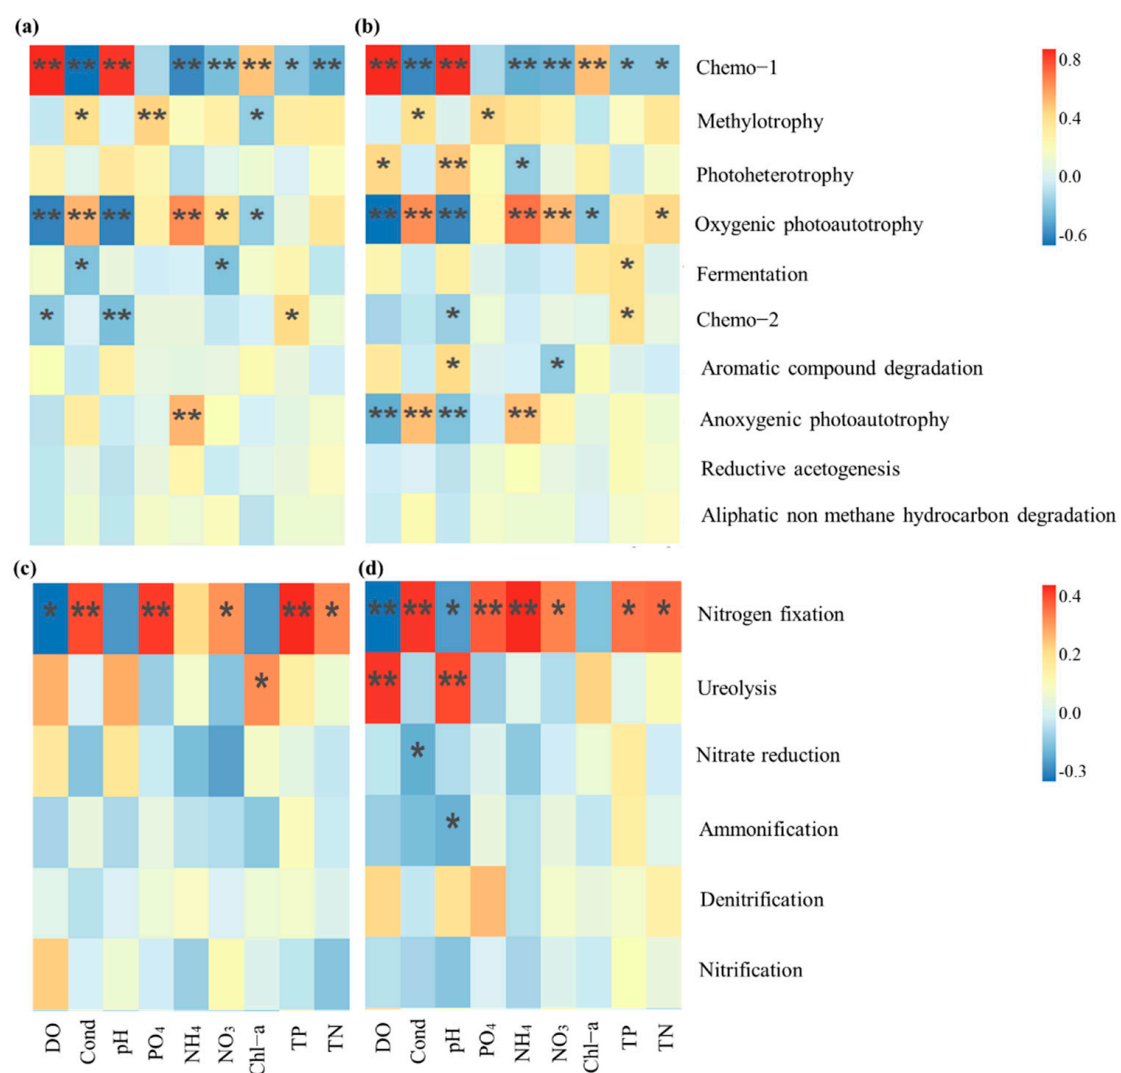 (a) (b)
** ** ** ** ** ** * ** ** ** ** ** ** ** * * Chemo−1
* ** * * * Methylotrophy
* ** * Photoheterotrophy
** ** ** ** * * ** ** ** ** ** * * Oxygenic photoautotrophy
* * * Fermentation
* ** * * * Chemo−2
* * Aromatic compound degradation
** ** ** ** ** Anoxygenic photoautotrophy
Reductive acetogenesis
Aliphatic non methane hydrocarbon degradation
0.8
0.4
0.0
-0.6
(c) (d)
* ** ** * ** * ** ** * ** ** * * * Nitrogen fixation
* ** ** Ureolysis
* Nitrate reduction
* Ammonification
Denitrification
Nitrification
0.4
0.2
0.0
-0.3
DO Cond pH PO4 NH4 NO3 Chl−a TP TN DO Cond pH PO4 NH4 NO3 Chl−a TP TN